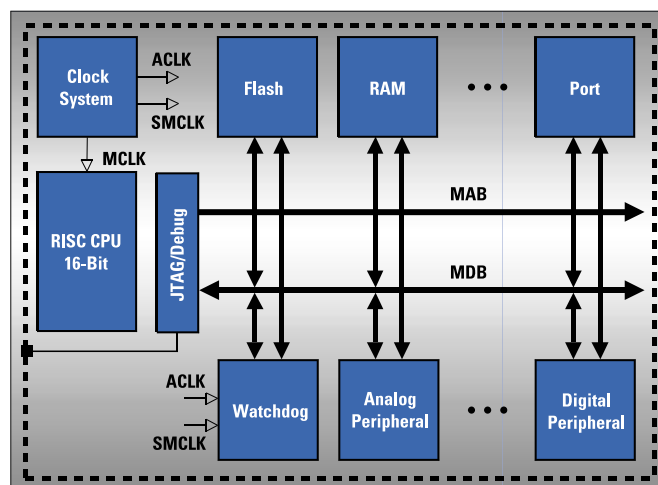 Clock
System
ACLK
SMCLK
MCLK
Flash
RAM
Port
RISC CPU
16-Bit
JTAG/Debug
MAB
MDB
ACLK
SMCLK
Watchdog
Analog
Peripheral
Digital
Peripheral